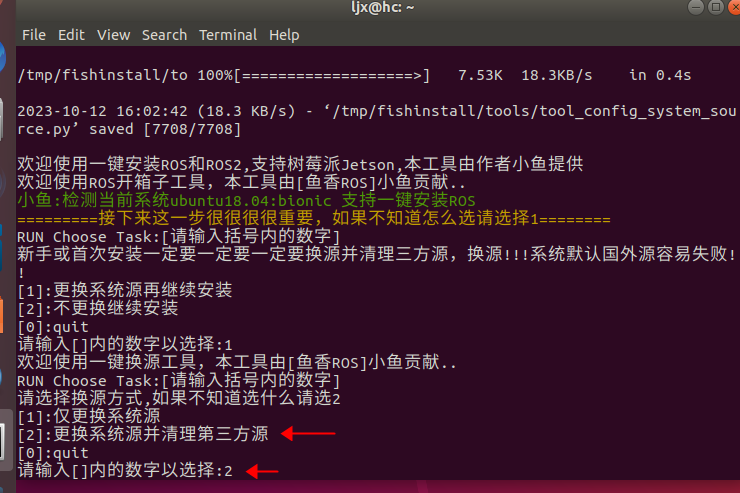 ljx@hc: ~
File Edit View Search Terminal Help
/tmp/fishinstall/to 100%[===================>] 7.53K 18.3KB/s in 0.4s
2023-10-12 16:02:42 (18.3 KB/s) - ‘/tmp/fishinstall/tools/tool_config_system_sou
rce.py’ saved [7708/7708]
欢迎使用一键安装ROS和ROS2,支持树莓派Jetson,本工具由作者小鱼提供
欢迎使用ROS开箱子工具，本工具由[鱼香ROS]小鱼贡献..
小鱼:检测当前系统ubuntu18.04:bionic 支持一键安装ROS
=========接下来这一步很很很很重要，如果不知道怎么选请选择1========
RUN Choose Task:[请输入括号内的数字]
新手或首次安装一定要一定要一定要换源并清理三方源，换源!!!系统默认国外源容易失败!
!
[1]:更换系统源再继续安装
[2]:不更换继续安装
[0]:quit
请输入[]内的数字以选择:1
欢迎使用一键换源工具，本工具由[鱼香ROS]小鱼贡献..
RUN Choose Task:[请输入括号内的数字]
请选择换源方式,如果不知道选什么请选2
[1]:仅更换系统源
[2]:更换系统源并清理第三方源
[0]:quit
请输入[]内的数字以选择:2